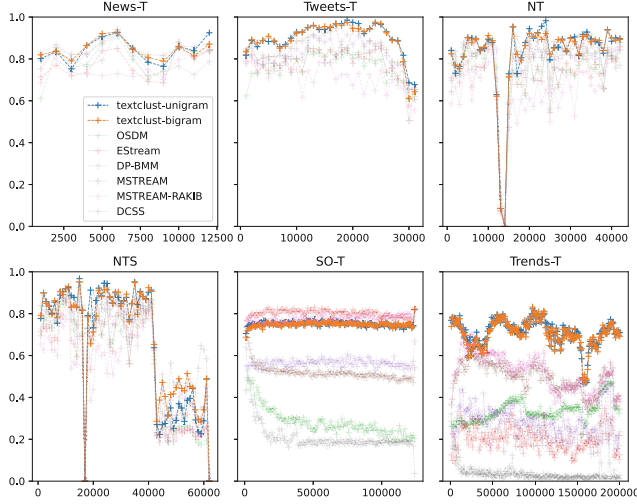 News-T
Tweets-T
NT
1.0
0.8
0.6
0.4
0.2
0.0
textclust-unigram
textclust-bigram
OSDM
EStream
DP-BMM
MSTREAM
MSTREAM-RAKIB
DCSS
2500 5000 7500 10000 12500
0 10000 20000 30000
0 10000 20000 30000 40000
NTS
SO-T
Trends-T
1.0
0.8
0.6
0.4
0.2
0.0
0 20000 40000 60000
0 50000 100000
0 50000 100000 150000 200000